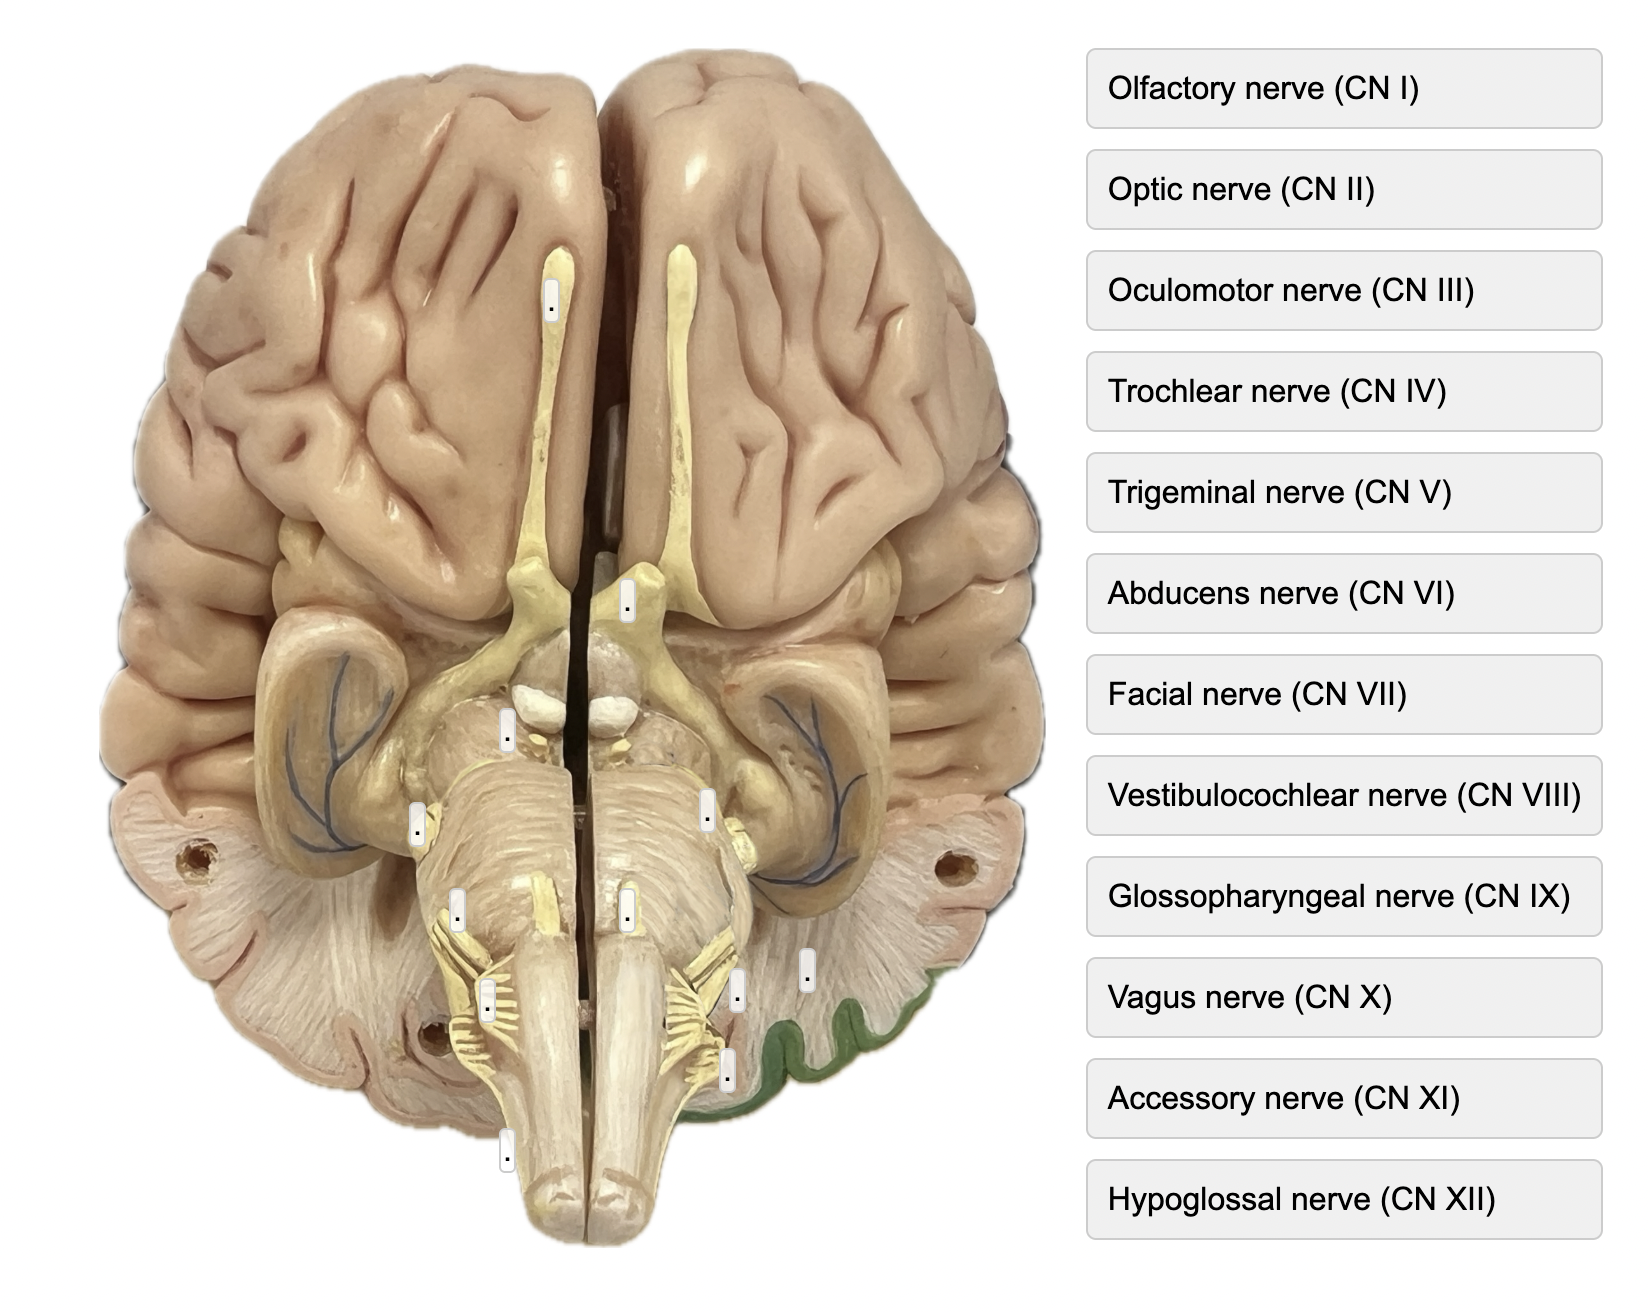 Olfactory nerve (CN I)
Optic nerve (CN II)
Oculomotor nerve (CN III)
Trochlear nerve (CN IV)
Trigeminal nerve (CN V)
Abducens nerve (CN VI)
Facial nerve (CN VII)
Vestibulocochlear nerve (CN VIII)
Glossopharyngeal nerve (CN IX)
Vagus nerve (CN X)
Accessory nerve (CN XI)
Hypoglossal nerve (CN XII)
.
.
.
.
.
.
.
.
.
.
.
.